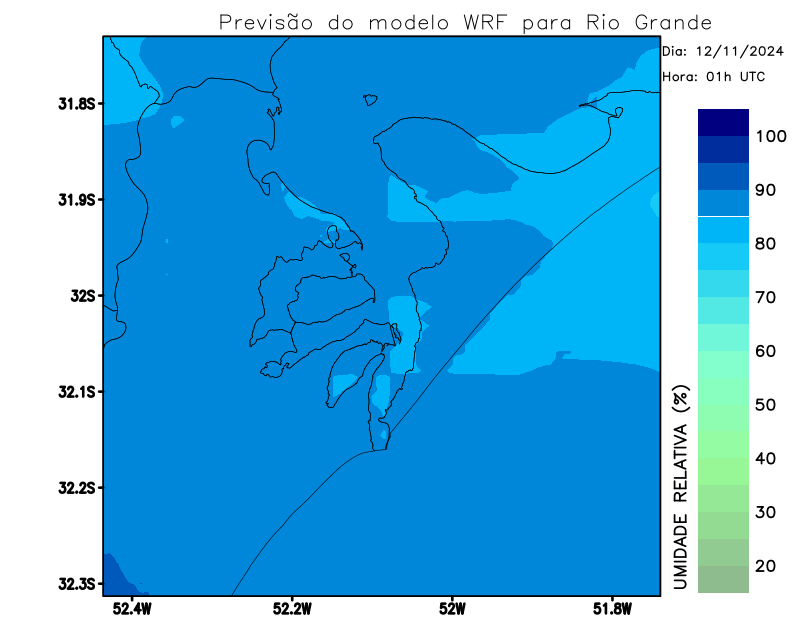 Previsão do modelo WRF para Rio Grande
Dia: 12/11/2024
Hora: 01h UTC
31.8S
31.9S
32S
32.1S
32.2S
32.3S
52.4W
52.2W
52W
51.8W
UMIDADE RELATIVA (%)
100
90
80
70
60
50
40
30
20